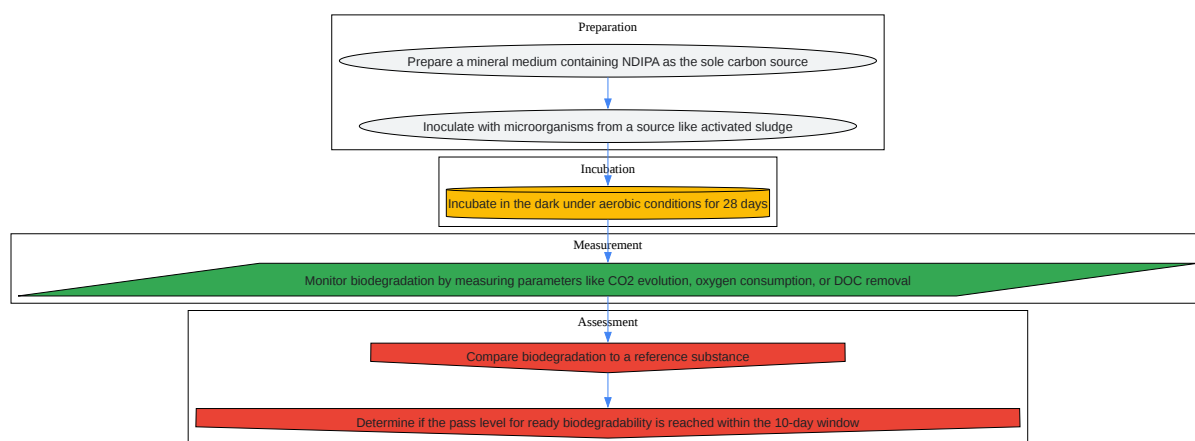 Preparation
Prepare a mineral medium containing NDIPA as the sole carbon source
Inoculate with microorganisms from a source like activated sludge
Incubation
Incubate in the dark under aerobic conditions for 28 days
Measurement
Monitor biodegradation by measuring parameters like CO2 evolution, oxygen consumption, or DOC removal
Assessment
Compare biodegradation to a reference substance
Determine if the pass level for ready biodegradability is reached within the 10-day window